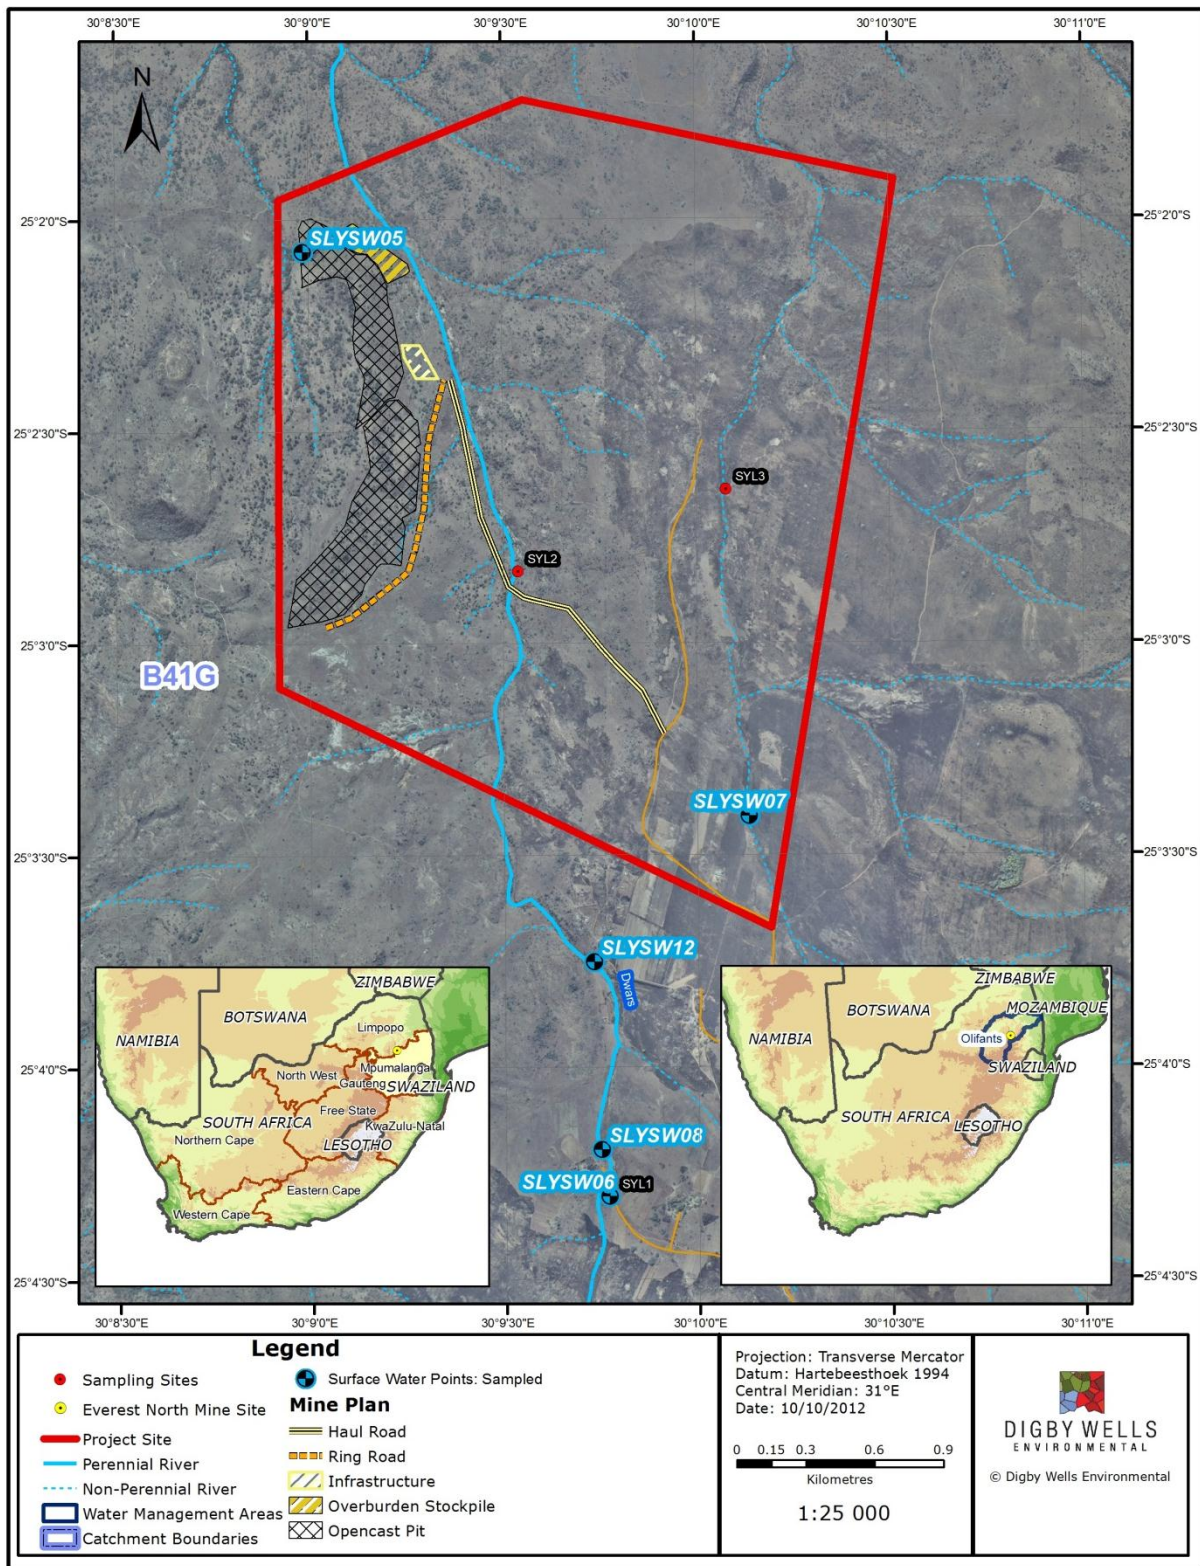 30°8'30"E 30°9'0"E 30°9'30"E 30°10'0"E 30°10'30"E 30°11'0"E
N
25°2'0"S 25°2'0"S
SLYSW05
25°2'30"S 25°2'30"S
SYL3
SYL2
25°3'0"S 25°3'0"S
B41G
SLYSW07
25°3'30"S 25°3'30"S
SLYSW12
Dwars
ZIMBABWE
BOTSWANA
Limpopo
NAMIBIA
Mpumalanga
North West
Gauteng
SWAZILAND
Free State
SOUTH AFRICA
KwaZulu-Natal
Northern Cape
LESOTHO
Eastern Cape
Western Cape
ZIMBABWE
MOZAMBIQUE
BOTSWANA
NAMIBIA
Olifants
SWAZILAND
SOUTH AFRICA
LESOTHO
25°4'0"S 25°4'0"S
SLYSW08
SLYSW06 SYL1
25°4'30"S 25°4'30"S
30°8'30"E 30°9'0"E 30°9'30"E 30°10'0"E 30°10'30"E 30°11'0"E
Legend
Sampling Sites
Everest North Mine Site
Project Site
Perennial River
Non-Perennial River
Water Management Areas
Catchment Boundaries
Surface Water Points: Sampled
Mine Plan
Haul Road
Ring Road
Infrastructure
Overburden Stockpile
Opencast Pit
Projection: Transverse Mercator
Datum: Hartebeesthoek 1994
Central Meridian: 31°E
Date: 10/10/2012
0 0.15 0.3 0.6 0.9
Kilometres
1:25 000
DIGBY WELLS
ENVIRONMENTAL
© Digby Wells Environmental